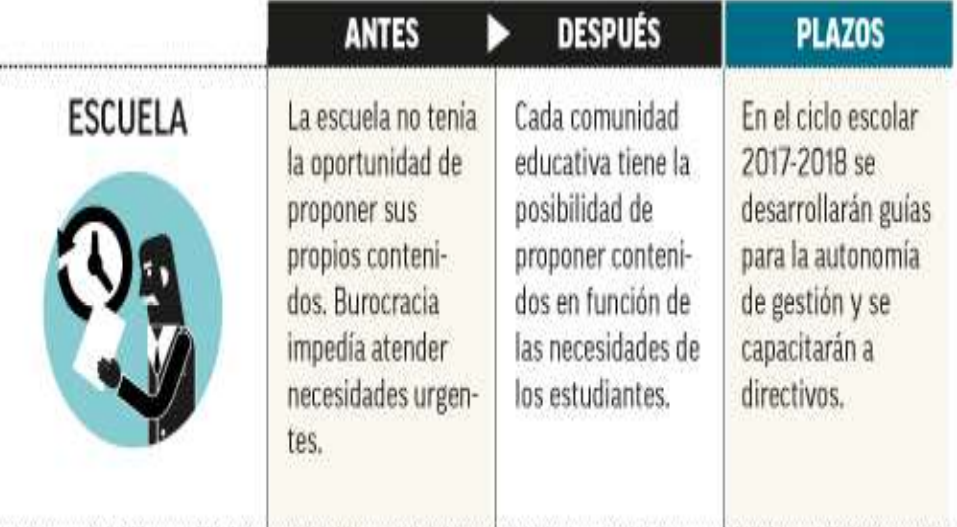 ANTES
DESPUÉS
PLAZOS
ESCUELA
La escuela no tenía
la oportunidad de
proponer sus
propios conteni-
dos. Burocracia
impedía atender
necesidades urgen-
tes.
Cada comunidad
educativa tiene la
posibilidad de
proponer conteni-
dos en función de
las necesidades de
los estudiantes.
En el ciclo escolar
2017-2018 se
desarrollarán guías
para la autonomía
de gestión y se
capacitarán a
directivos.